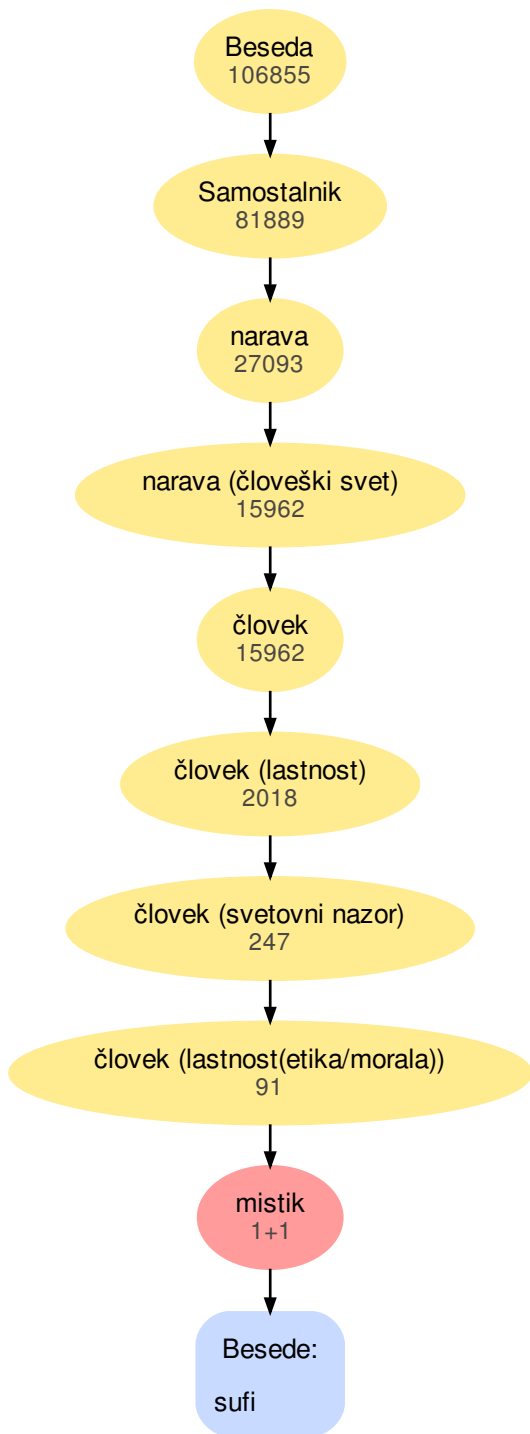 Beseda
106855
Samostalnik
81889
narava
27093
narava (človeški svet)
15962
človek
15962
človek (lastnost)
2018
človek (svetovni nazor)
247
človek (lastnost(etika/morala))
91
mistik
1+1
Besede:
sufi